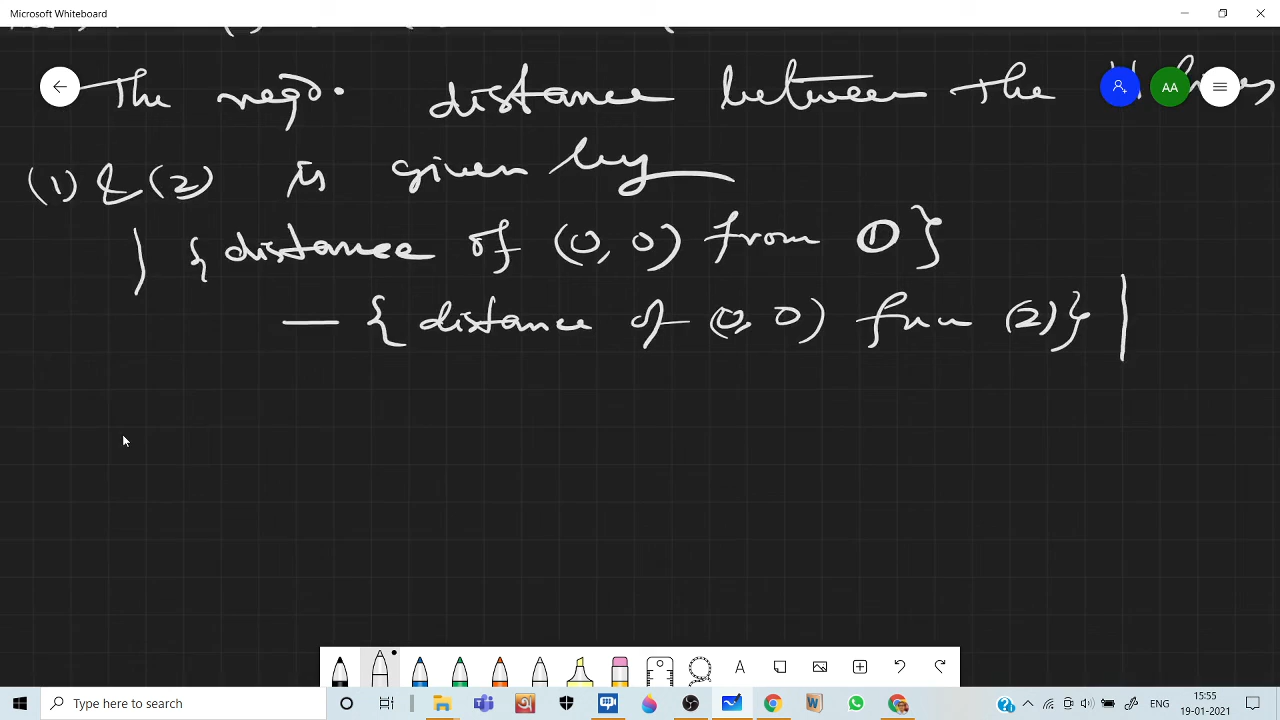 Microsoft Whiteboard
The reqd. distance between the
AA
(1) & (2) is given by
| {distance of (0, 0) from ①}
— {distance of (0, 0) from (2)} |
A
Type here to search
ENG
15:55
19-01-2021